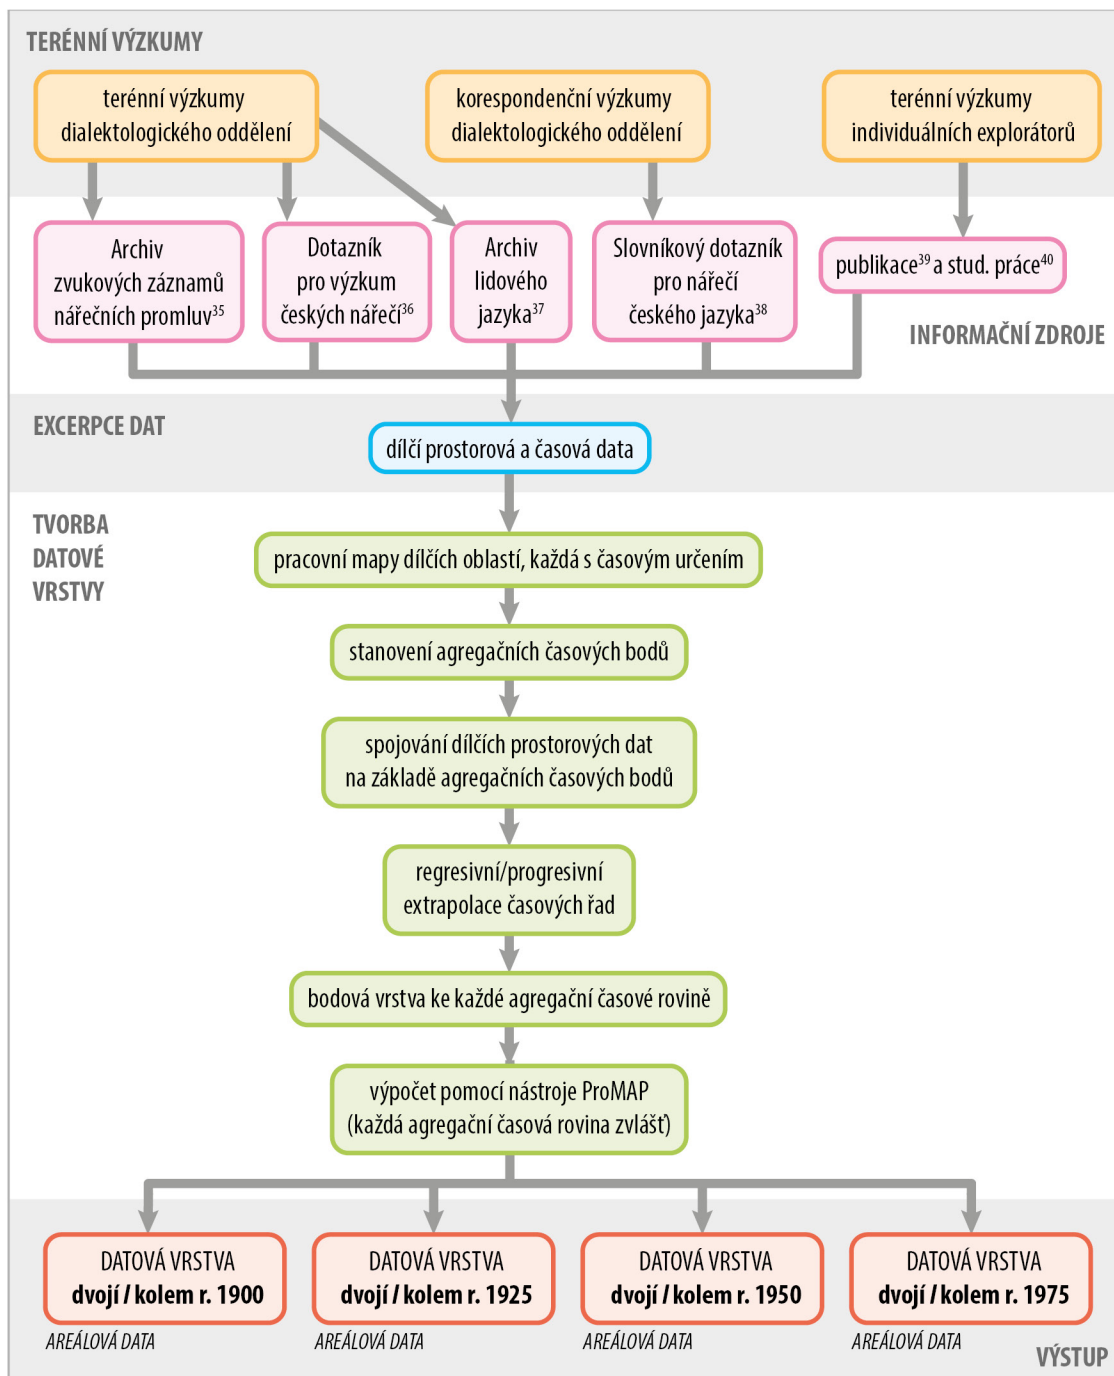 TERÉNNÍ VÝZKUMY
terénní výzkumy
dialektologického oddělení
korespondenční výzkumy
dialektologického oddělení
terénní výzkumy
individuálních explorátorů
Archiv
zvukových záznamů
nářečních promluv35
Dotazník
pro výzkum
českých nářečí36
Archiv
lidového
jazyka37
Slovníkový dotazník
pro nářečí
českého jazyka38
publikace39 a stud. práce40
INFORMAČNÍ ZDROJE
EXCERPCE DAT
dílčí prostorová a časová data
TVORBA
DATOVÉ
VRSTVY
pracovní mapy dílčích oblastí, každá s časovým určením
stanovení agregačních časových bodů
spojování dílčích prostorových dat
na základě agregačních časových bodů
regresivní/progresivní
extrapolace časových řad
bodová vrstva ke každé agregační časové rovině
výpočet pomocí nástroje ProMAP
(každá agregační časová rovina zvlášť)
DATOVÁ VRSTVA
dvojí / kolem r. 1900
AREÁLOVÁ DATA
DATOVÁ VRSTVA
dvojí / kolem r. 1925
AREÁLOVÁ DATA
DATOVÁ VRSTVA
dvojí / kolem r. 1950
AREÁLOVÁ DATA
DATOVÁ VRSTVA
dvojí / kolem r. 1975
AREÁLOVÁ DATA
VÝSTUP